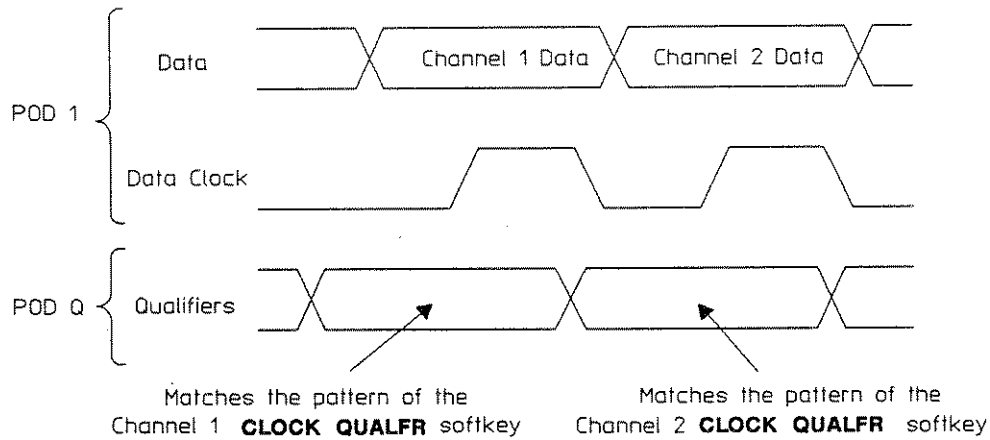 Data
Channel 1 Data
Channel 2 Data
POD 1
Data Clock
POD Q
Qualifiers
Matches the pattern of the
Channel 1 CLOCK QUALFR softkey
Matches the pattern of the
Channel 2 CLOCK QUALFR softkey